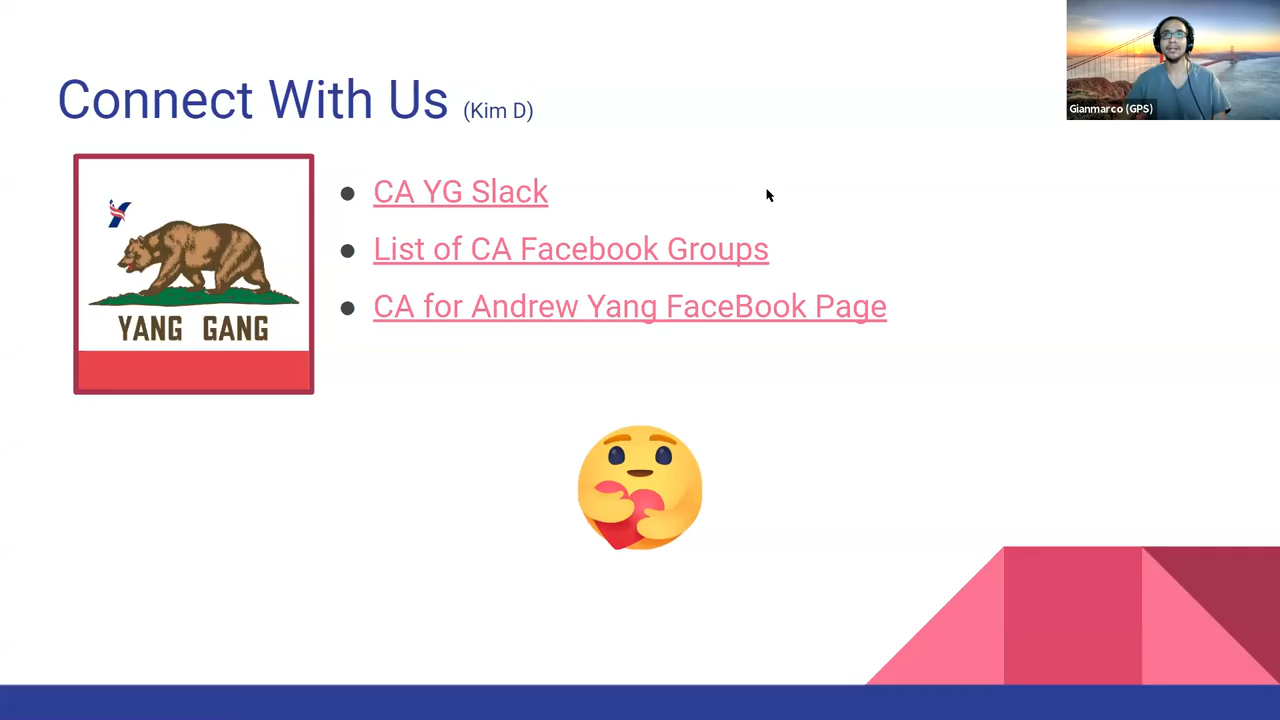 Connect With Us (Kim D)
Gianmarco (GPS)
CA YG Slack
List of CA Facebook Groups
CA for Andrew Yang FaceBook Page
YANG GANG